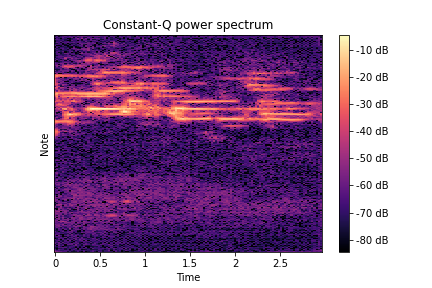 Constant-Q power spectrum
-10 dB
-20 dB
-30 dB
-40 dB
-50 dB
-60 dB
-70 dB
-80 dB
Note
0
0.5
1
1.5
2
2.5
Time